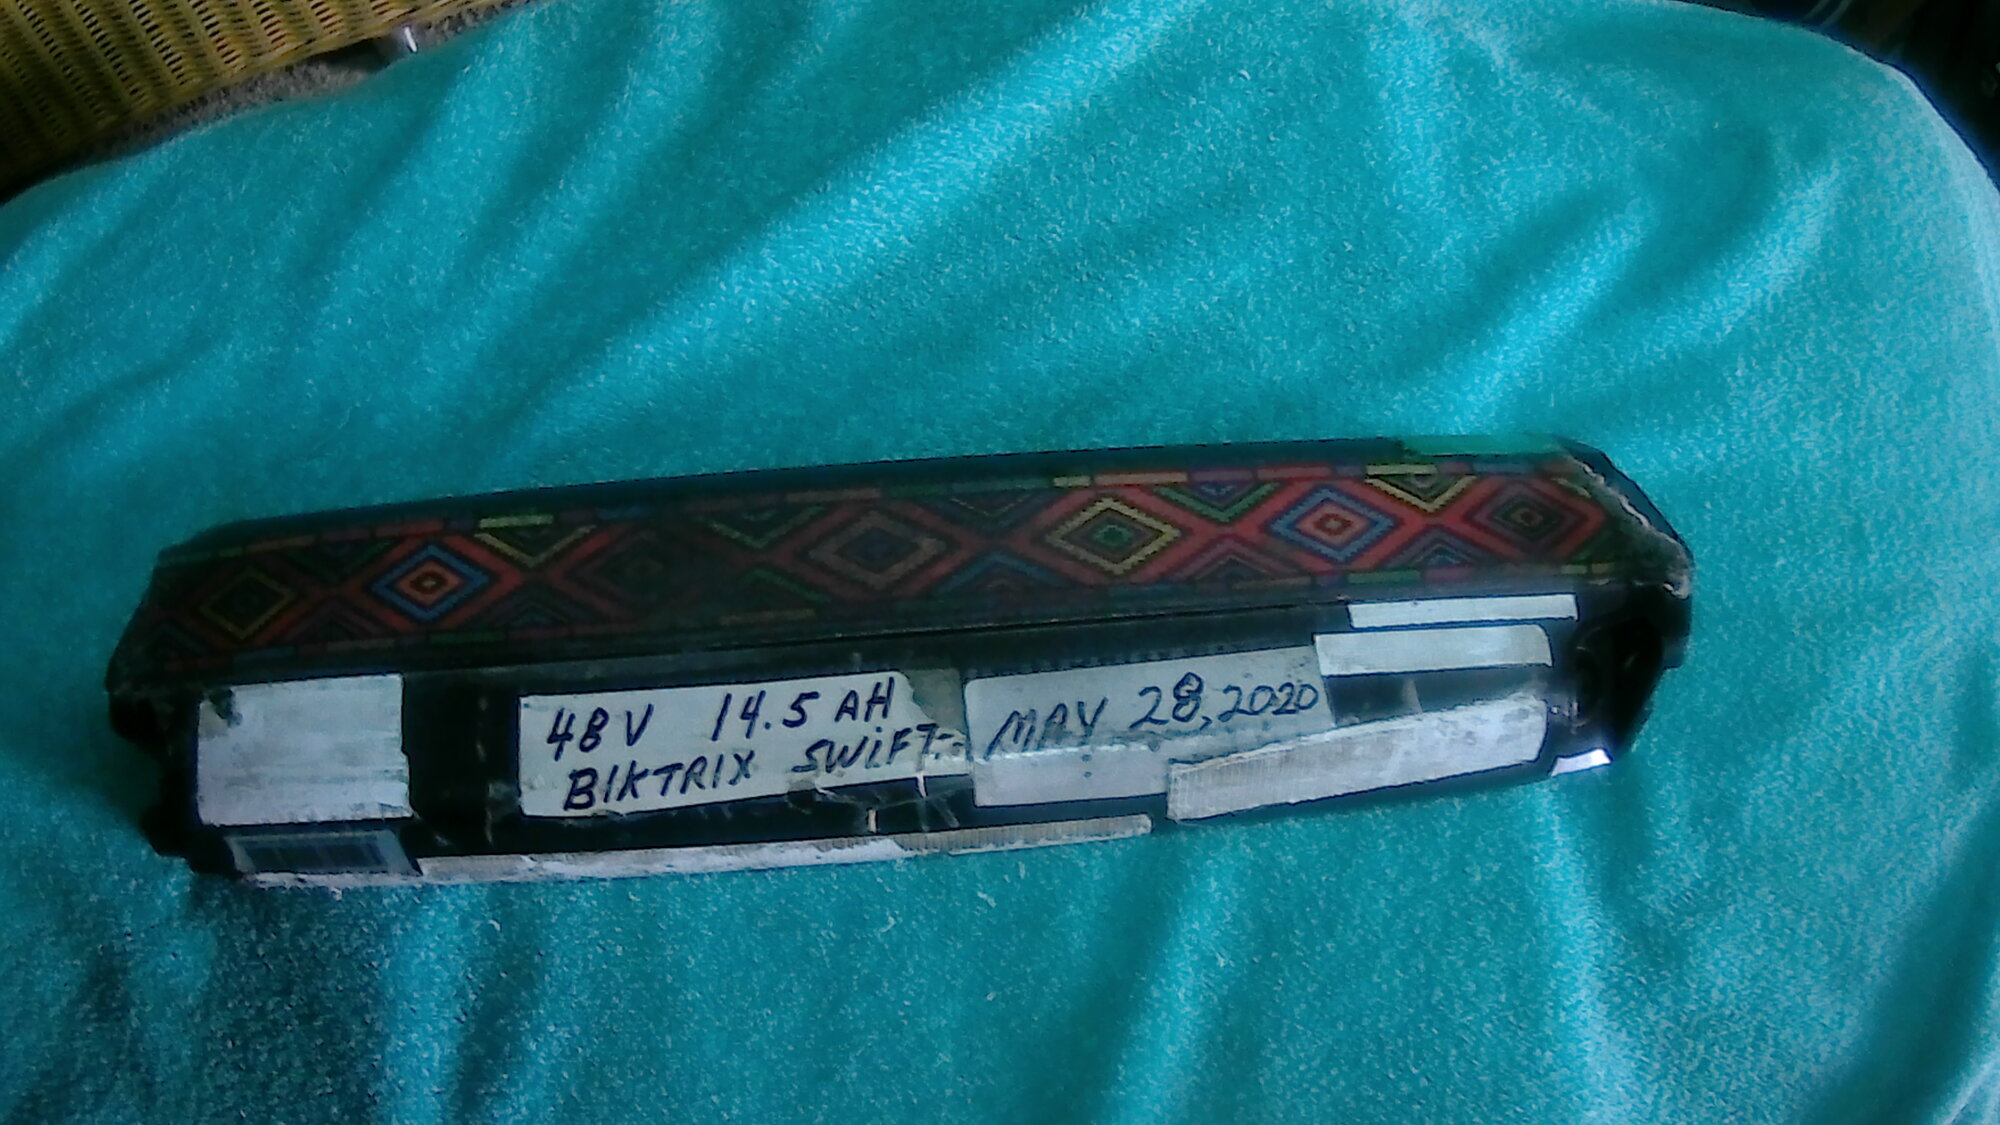 48V 14.5 AH
BIKTRIX SWIFT
MAY 28, 2020